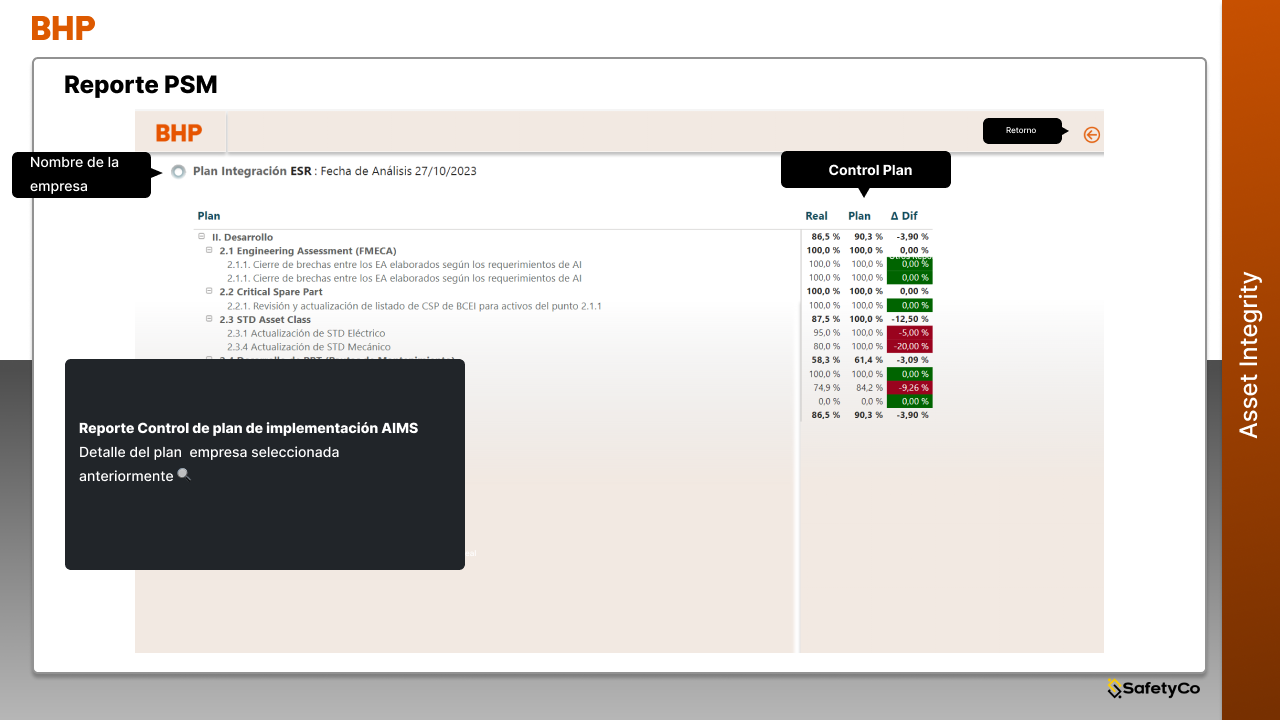 BHP
Reporte PSM
BHP
Retorno
Nombre de la
empresa
Plan Integración ESR : Fecha de Análisis 27/10/2023
Control Plan
Plan Real Plan Δ Dif
II. Desarrollo 86,5 % 90,3 % -3,90 %
2.1 Engineering Assessment (FMECA) 100,0 % 100,0 % 0,00 %
2.1.1. Cierre de brechas entre los EA elaborados según los requerimientos de AI 100,0 % 100,0 % 0,00 %
2.1.1. Cierre de brechas entre los EA elaborados según los requerimientos de AI 100,0 % 100,0 % 0,00 %
2.2 Critical Spare Part 100,0 % 100,0 % 0,00 %
2.2.1. Revisión y actualización de listado de CSP de BCEI para activos del punto 2.1.1 100,0 % 100,0 % 0,00 %
2.3 STD Asset Class 87,5 % 100,0 % -12,50 %
2.3.1 Actualización de STD Eléctrico 95,0 % 100,0 % -5,00 %
2.3.4 Actualización de STD Mecánico 80,0 % 100,0 % -20,00 %
58,3 % 61,4 % -3,09 %
100,0 % 100,0 % 0,00 %
74,9 % 84,2 % -9,26 %
0,0 % 0,0 % 0,00 %
86,5 % 90,3 % -3,90 %
Reporte Control de plan de implementación AIMS
Detalle del plan empresa seleccionada
anteriormente
Asset Integrity
SafetyCo